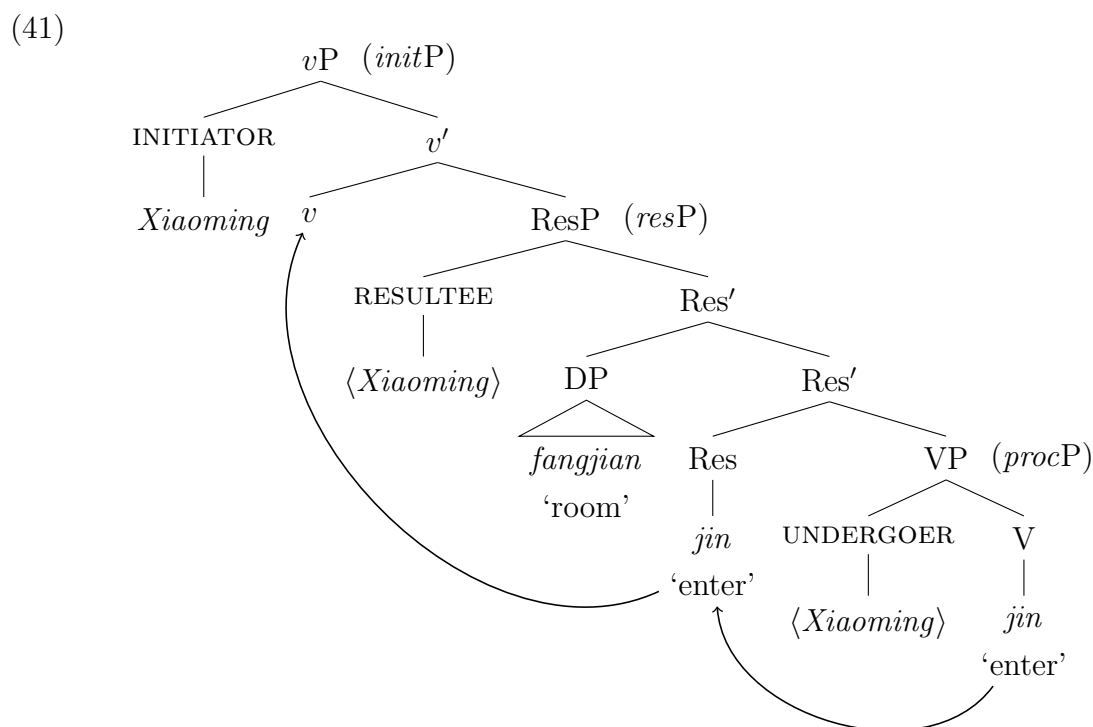 (41)
vP (initP)
INITIATOR v′
Xiaoming v ResP (resP)
RESULTEE Res′
⟨Xiaoming⟩ DP Res′
fangjian Res VP (procP)
‘room’ jin UNDERGOER V
‘enter’ ⟨Xiaoming⟩ jin
‘enter’